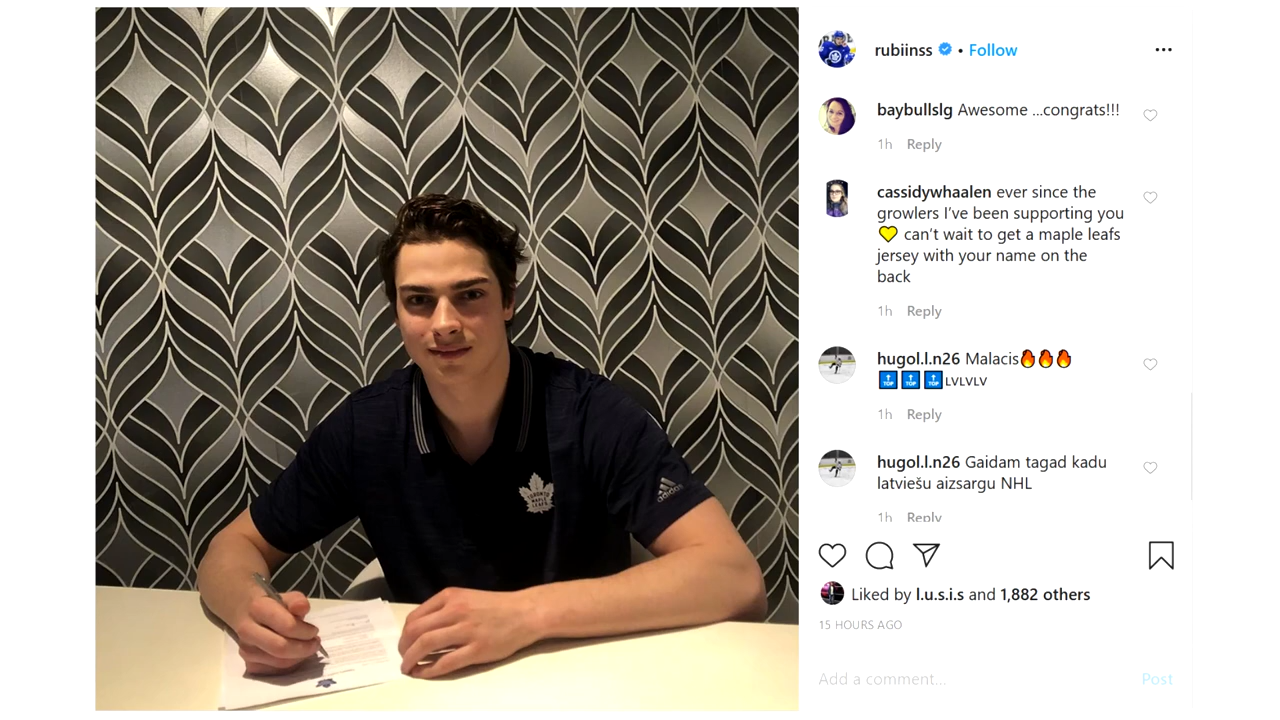 rubiinss • Follow
baybullslg Awesome ...congrats!!!
1h Reply
cassidywhaalen ever since the
growlers I've been supporting you
💛 can't wait to get a maple leafs
jersey with your name on the
back
1h Reply
hugol.l.n26 Malacis🔥🔥🔥
🔝🔝🔝ʟᴠʟᴠʟᴠ
1h Reply
hugol.l.n26 Gaidam tagad kadu
latviešu aizsargu NHL
1h Reply
Liked by l.u.s.i.s and 1,882 others
15 HOURS AGO
Add a comment... Post
TORONTO
MAPLE
LEAFS
adidas